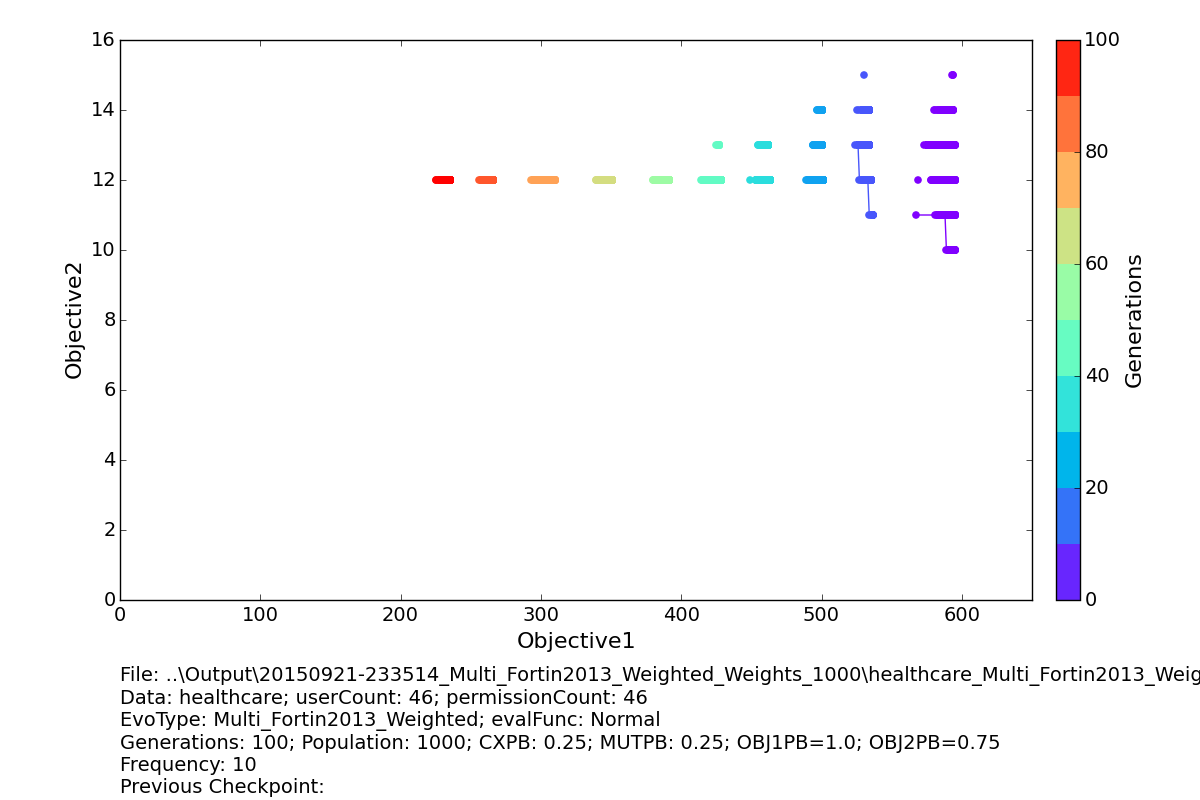 16
14
12
10
8
6
4
2
0
Objective2
0 100 200 300 400 500 600
Objective1
100
80
60
40
20
0
Generations
File: ..\Output\20150921-233514_Multi_Fortin2013_Weighted_Weights_1000\healthcare_Multi_Fortin2013_Weig
Data: healthcare; userCount: 46; permissionCount: 46
EvoType: Multi_Fortin2013_Weighted; evalFunc: Normal
Generations: 100; Population: 1000; CXPB: 0.25; MUTPB: 0.25; OBJ1PB=1.0; OBJ2PB=0.75
Frequency: 10
Previous Checkpoint: